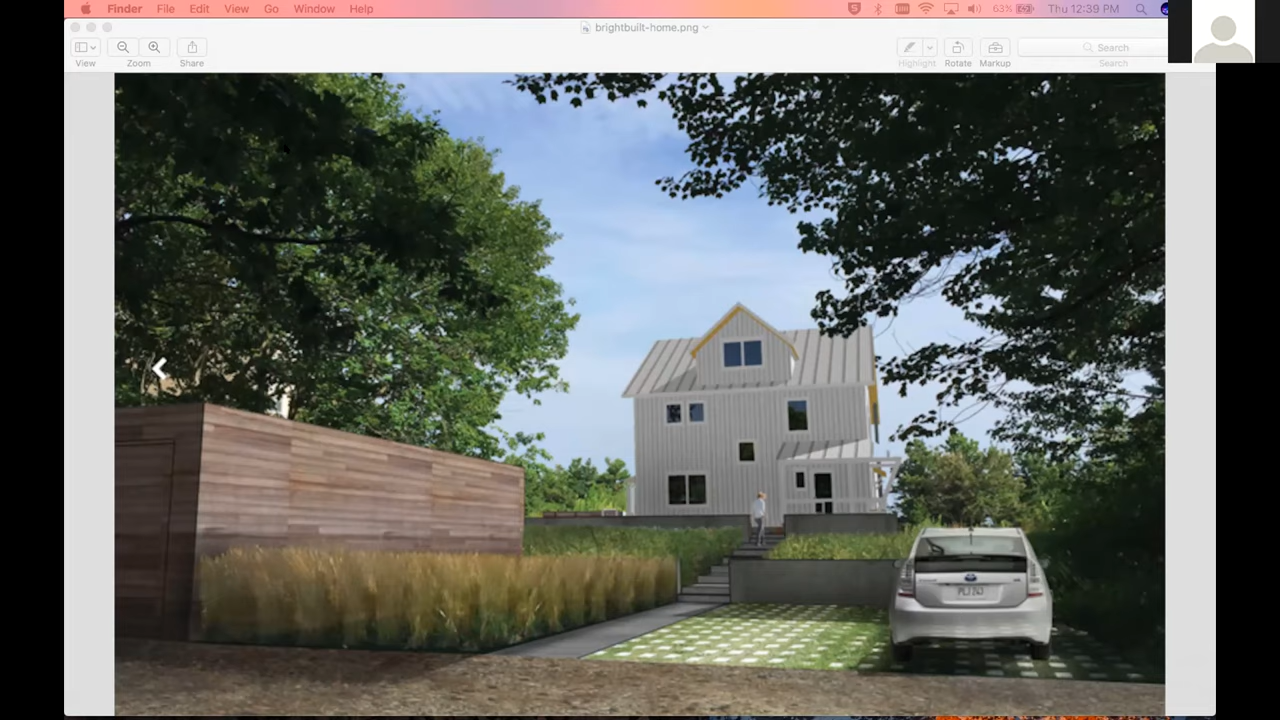 Finder File Edit View Go Window Help
63%
Thu 12:39 PM
brightbuilt-home.png
Search
View
Zoom
Share
Highlight
Rotate
Markup
Search